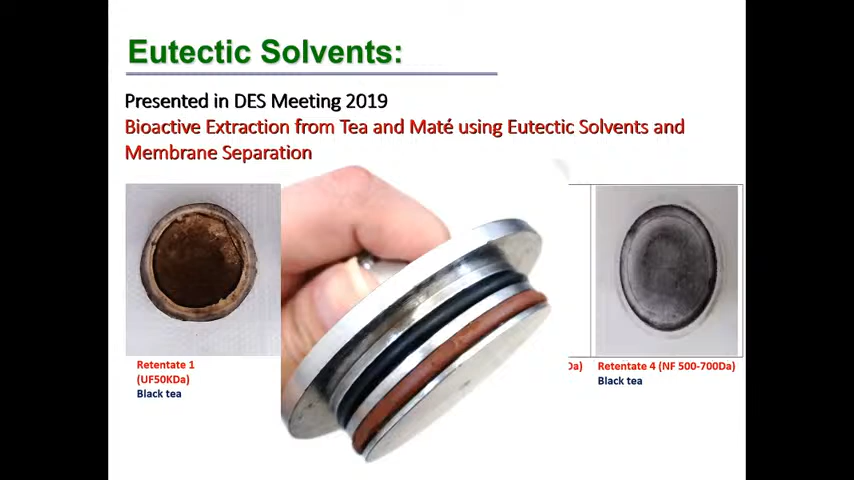 Eutectic Solvents:
Presented in DES Meeting 2019
Bioactive Extraction from Tea and Maté using Eutectic Solvents and
Membrane Separation
Retentate 1
(UF50KDa)
Black tea
Da)
Retentate 4 (NF 500-700Da)
Black tea